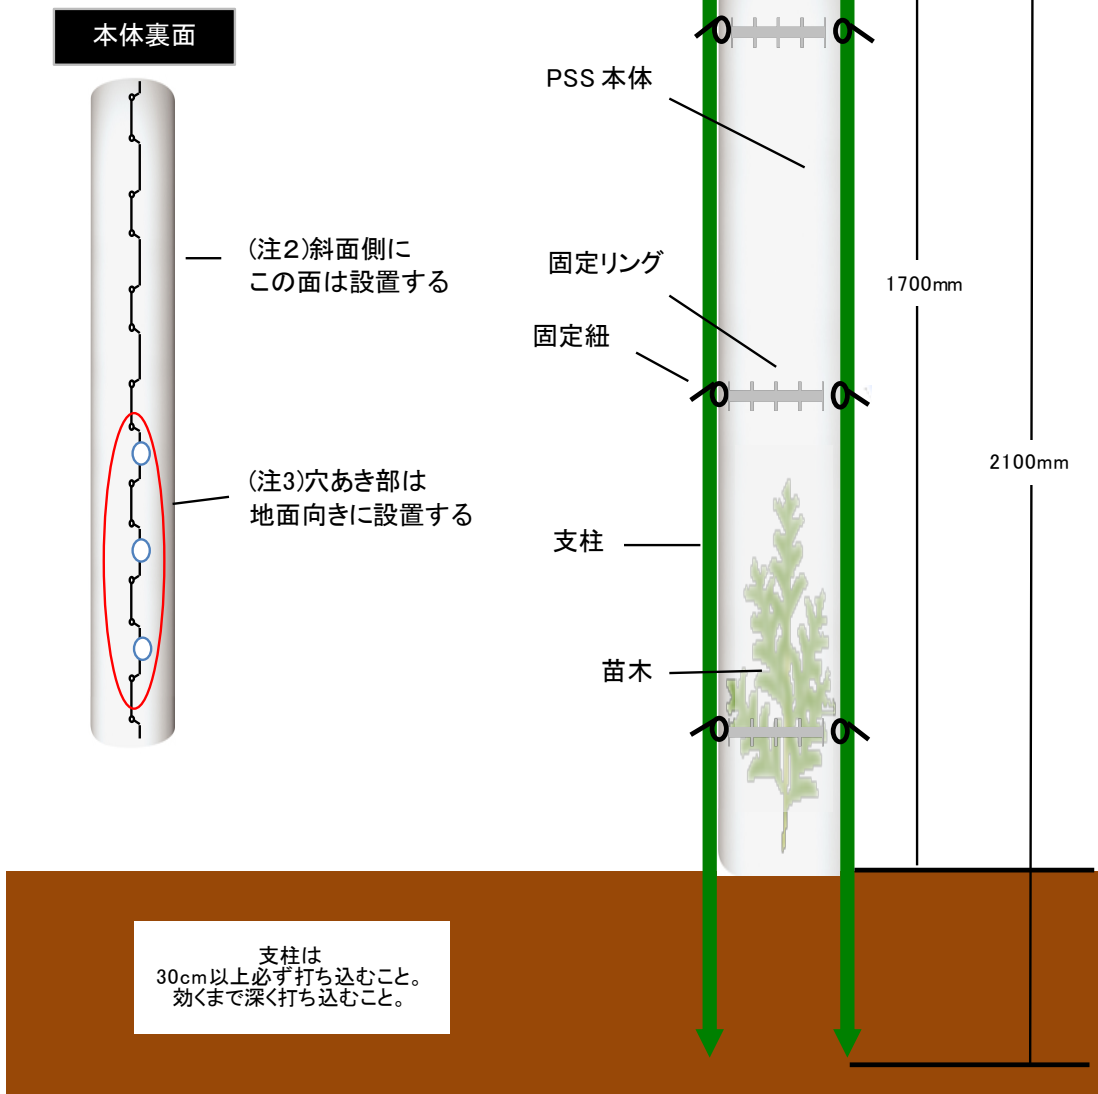 本体裏面
PSS 本体
(注２)斜面側に
この面は設置する
固定リング
1700mm
固定紐
2100mm
(注3)穴あき部は
地面向きに設置する
支柱
苗木
支柱は
30cm以上必ず打ち込むこと。
効くまで深く打ち込むこと。